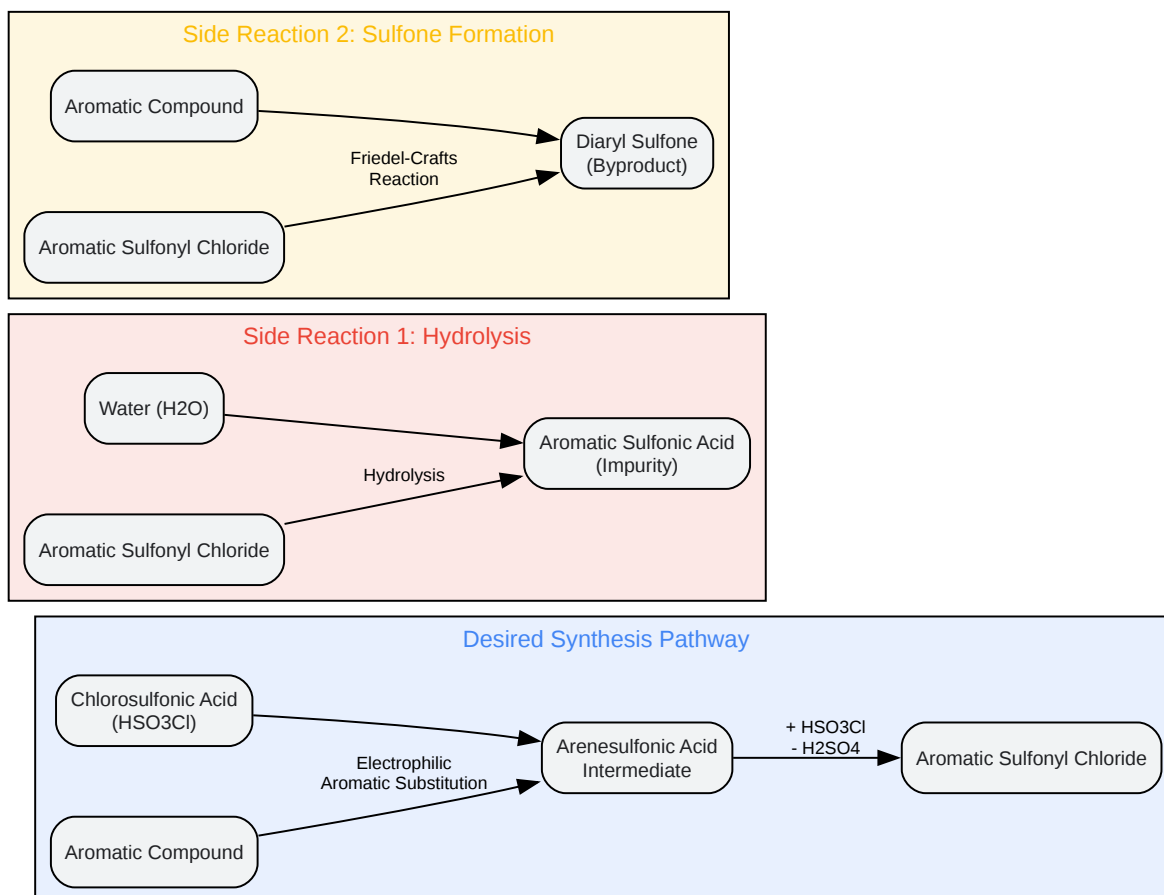 Side Reaction 2: Sulfone Formation
Aromatic Compound
Friedel-Crafts
Reaction
Aromatic Sulfonyl Chloride
Diaryl Sulfone
(Byproduct)
Side Reaction 1: Hydrolysis
Water (H2O)
Hydrolysis
Aromatic Sulfonyl Chloride
Aromatic Sulfonic Acid
(Impurity)
Desired Synthesis Pathway
Chlorosulfonic Acid
(HSO3Cl)
Electrophilic
Aromatic Substitution
Aromatic Compound
Arenesulfonic Acid
Intermediate
+ HSO3Cl
- H2SO4
Aromatic Sulfonyl Chloride